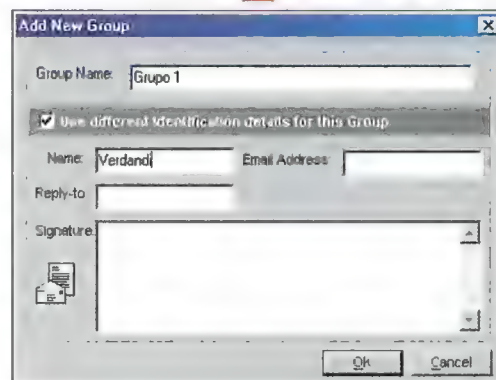 Add New Group
Group Name: Grupo 1
Use different Identification details for this Group
Name: Verdandi Email Address:
Reply-to
Signature:
Ok Cancel